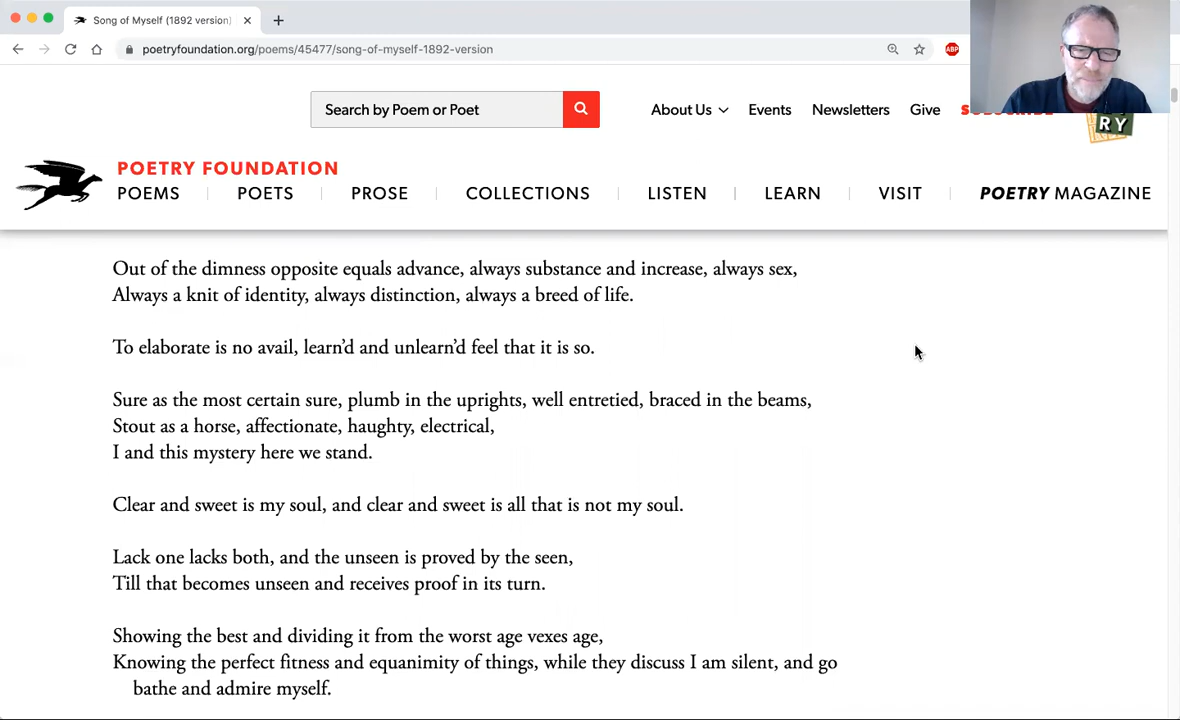 Song of Myself (1892 version)
poetryfoundation.org/poems/45477/song-of-myself-1892-version
ABP
Search by Poem or Poet
About Us
Events
Newsletters
Give
RY
POETRY FOUNDATION
POEMS
POETS
PROSE
COLLECTIONS
LISTEN
LEARN
VISIT
POETRY MAGAZINE
Out of the dimness opposite equals advance, always substance and increase, always sex,
Always a knit of identity, always distinction, always a breed of life.
To elaborate is no avail, learn’d and unlearn’d feel that it is so.
Sure as the most certain sure, plumb in the uprights, well entretied, braced in the beams,
Stout as a horse, affectionate, haughty, electrical,
I and this mystery here we stand.
Clear and sweet is my soul, and clear and sweet is all that is not my soul.
Lack one lacks both, and the unseen is proved by the seen,
Till that becomes unseen and receives proof in its turn.
Showing the best and dividing it from the worst age vexes age,
Knowing the perfect fitness and equanimity of things, while they discuss I am silent, and go
bathe and admire myself.